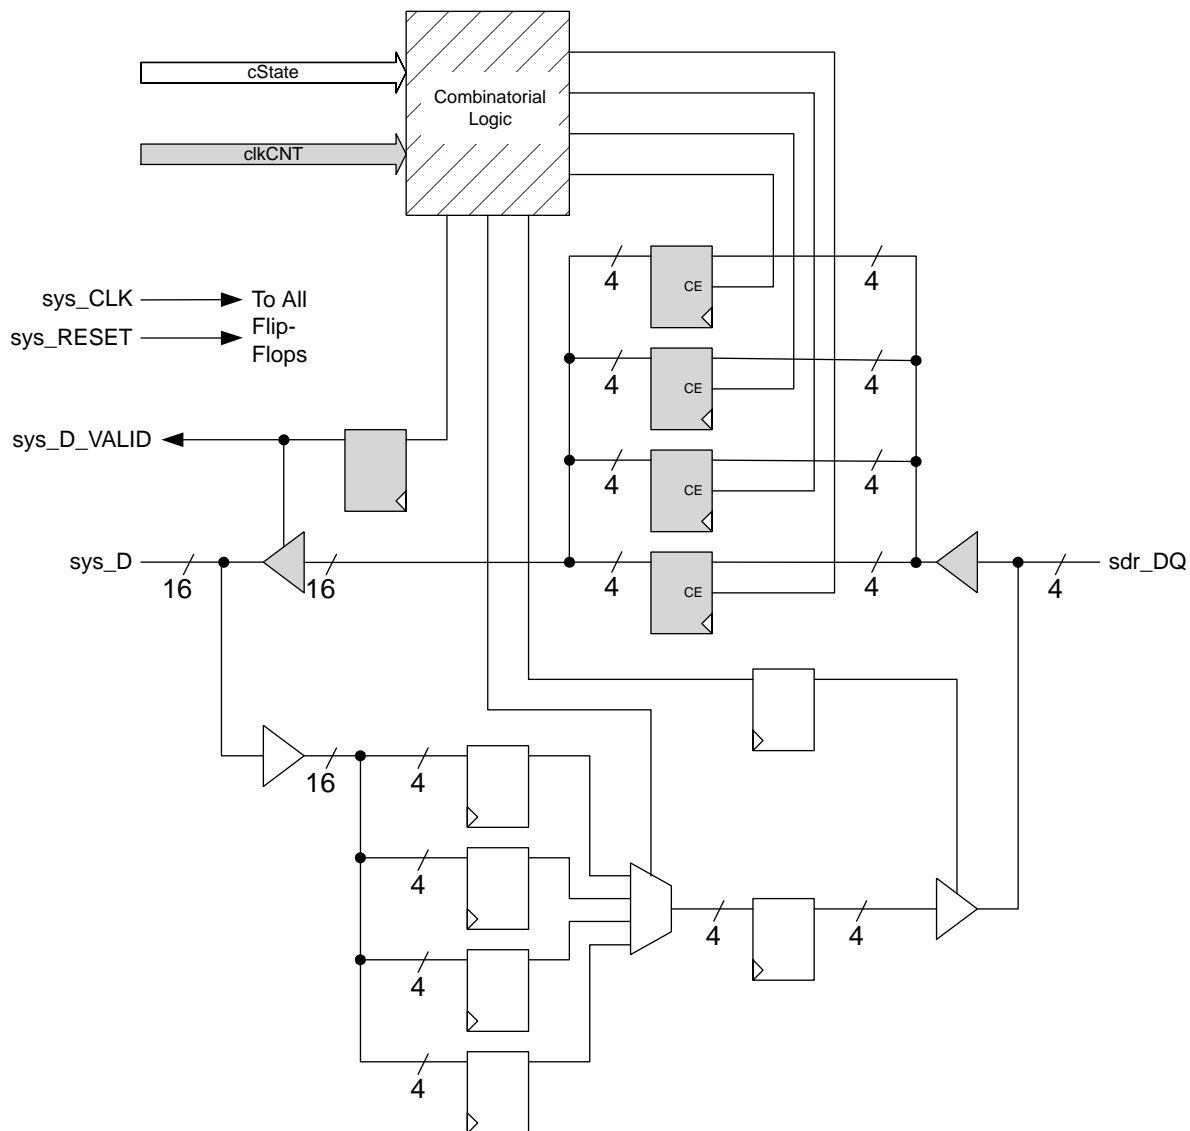 cState
Combinatorial
Logic
clkCNT
4
CE
4
sys_CLK
To All
sys_RESET
Flip-
Flops
4
CE
4
sys_D_VALID
4
CE
4
sys_D
16
16
4
CE
4
4
sdr_DQ
16
4
4
4
4
4
4